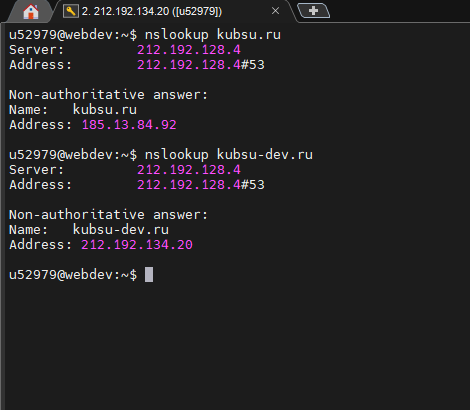 2. 212.192.134.20 ([u52979])
u52979@webdev:~$ nslookup kubsu.ru
Server:         212.192.128.4
Address:        212.192.128.4#53

Non-authoritative answer:
Name:   kubsu.ru
Address: 185.13.84.92

u52979@webdev:~$ nslookup kubsu-dev.ru
Server:         212.192.128.4
Address:        212.192.128.4#53

Non-authoritative answer:
Name:   kubsu-dev.ru
Address: 212.192.134.20

u52979@webdev:~$